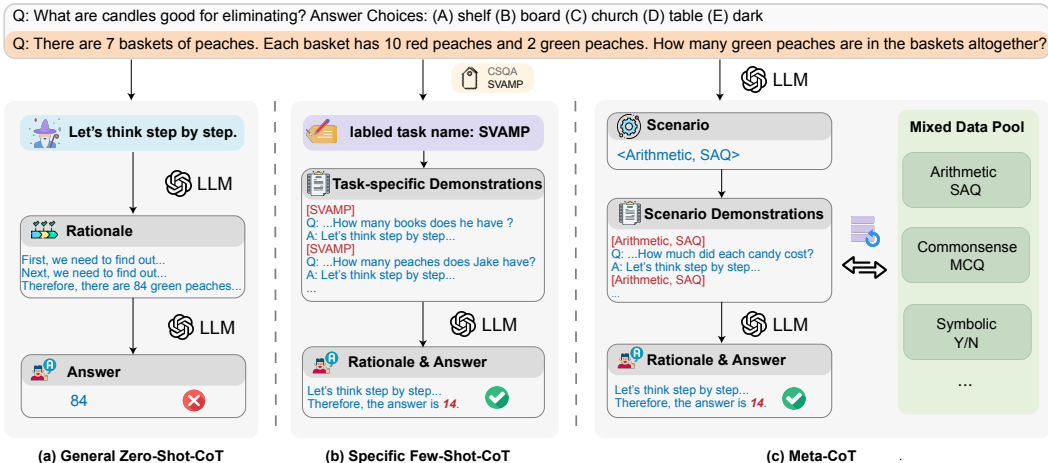 Q: What are candles good for eliminating? Answer Choices: (A) shelf (B) board (C) church (D) table (E) dark
Q: There are 7 baskets of peaches. Each basket has 10 red peaches and 2 green peaches. How many green peaches are in the baskets altogether?
Let's think step by step.
LLM
Rationale
First, we need to find out...
Next, we need to find out...
Therefore, there are 84 green peaches...
LLM
Answer
84
(a) General Zero-Shot-CoT
CSQA
SVAMP
labled task name: SVAMP
Task-specific Demonstrations
[SVAMP]
Q: ...How many books does he have ?
A: Let's think step by step...
[SVAMP]
Q: ...How many peaches does Jake have?
A: Let's think step by step...
...
LLM
Rationale & Answer
Let's think step by step...
Therefore, the answer is 14.
(b) Specific Few-Shot-CoT
LLM
Scenario
<Arithmetic, SAQ>
Scenario Demonstrations
[Arithmetic, SAQ]
Q: ...How much did each candy cost?
A: Let's think step by step...
[Arithmetic, SAQ]
...
LLM
Rationale & Answer
Let's think step by step...
Therefore, the answer is 14.
Mixed Data Pool
Arithmetic
SAQ
Commonsense
MCQ
Symbolic
Y/N
...
(c) Meta-CoT